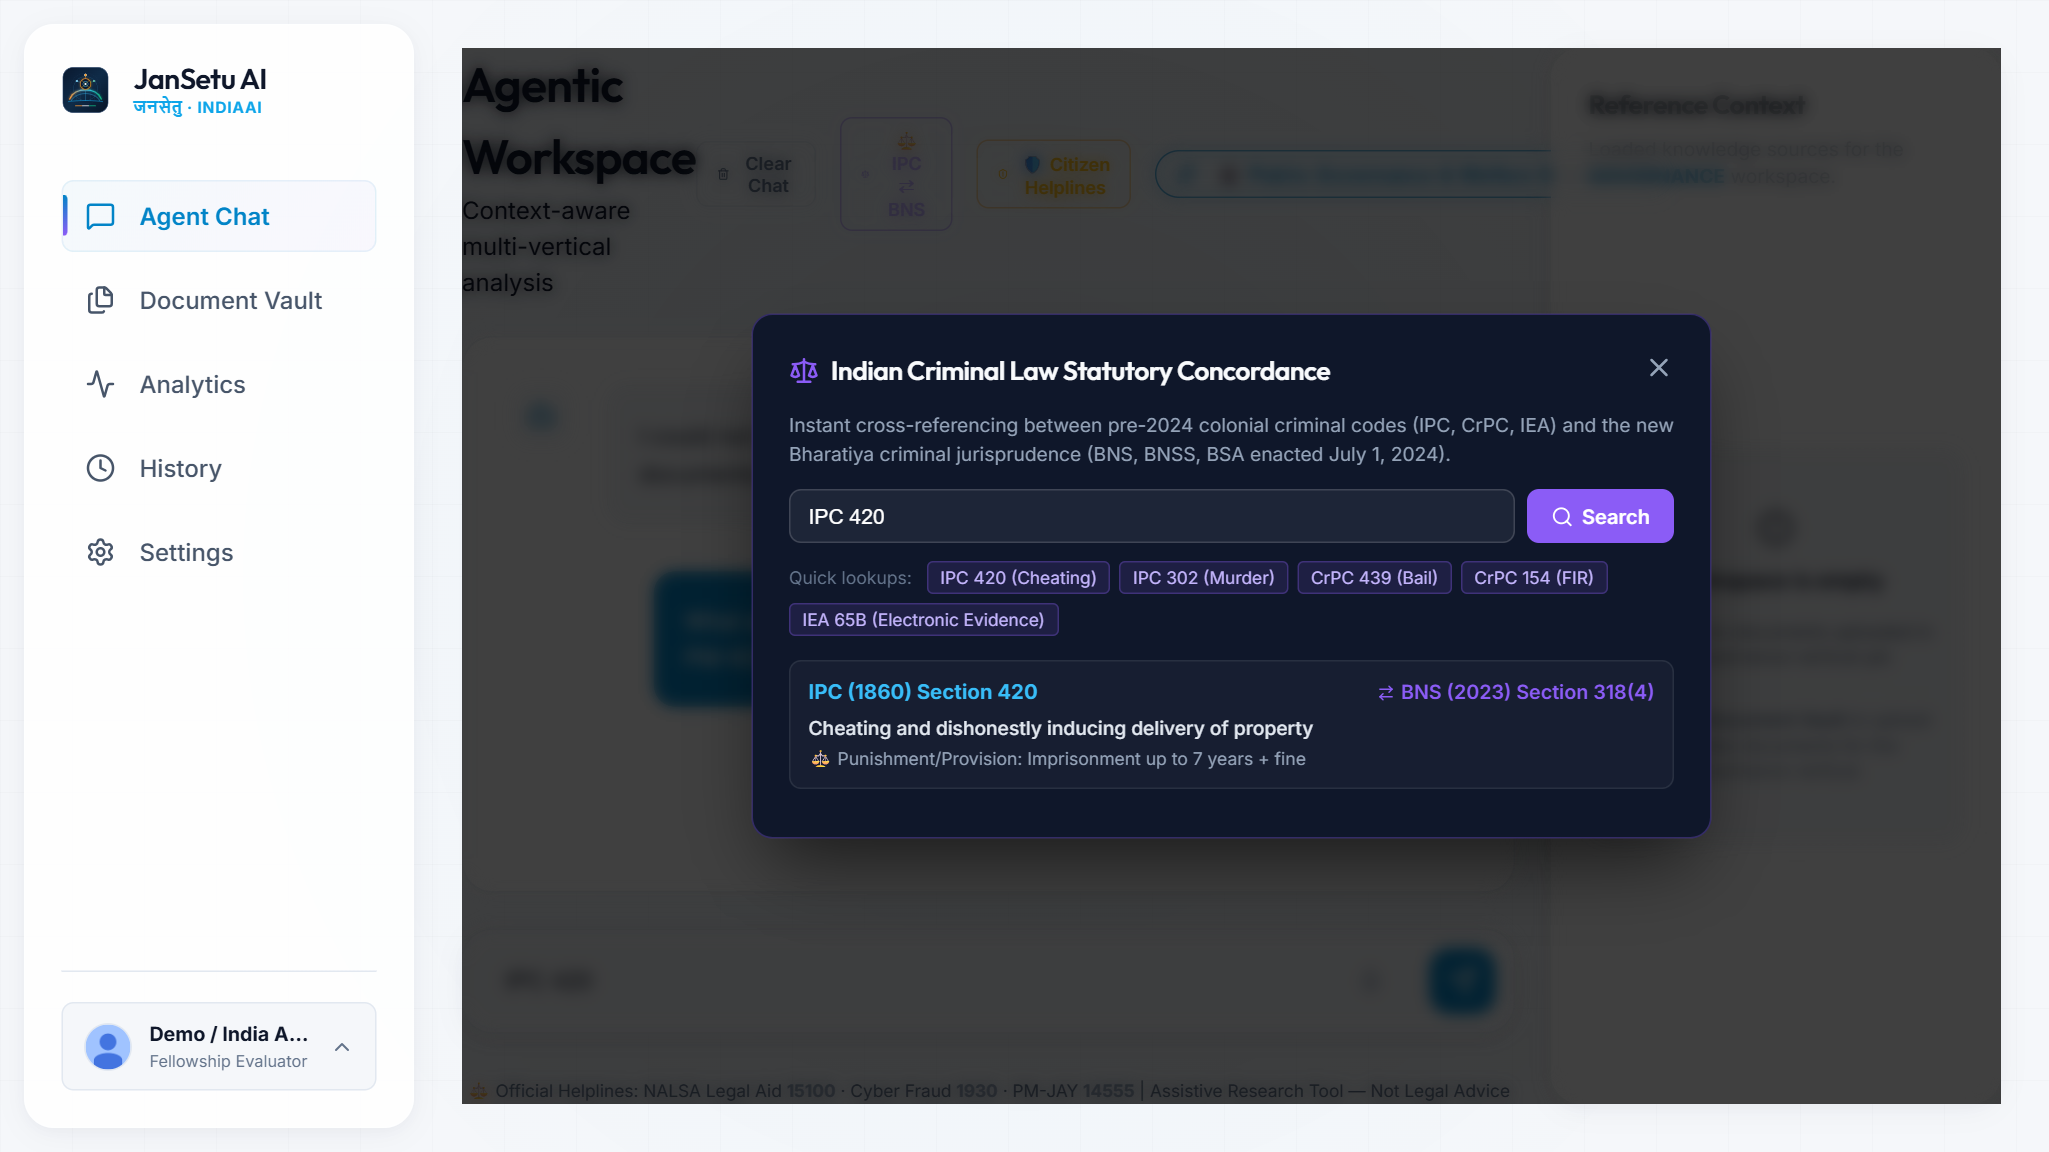 JanSetu AI
जनसेतु · INDIAAI
Agent Chat
Document Vault
Analytics
History
Settings
Demo / India A...
Fellowship Evaluator
Agentic
Workspace
Context-aware
multi-vertical
analysis
Clear
Chat
IPC
⇄
BNS
Citizen
Helplines
Reference Context
Loaded knowledge sources for the
workspace.
Indian Criminal Law Statutory Concordance
Instant cross-referencing between pre-2024 colonial criminal codes (IPC, CrPC, IEA) and the new
Bharatiya criminal jurisprudence (BNS, BNSS, BSA enacted July 1, 2024).
IPC 420
Search
Quick lookups:
IPC 420 (Cheating)
IPC 302 (Murder)
CrPC 439 (Bail)
CrPC 154 (FIR)
IEA 65B (Electronic Evidence)
IPC (1860) Section 420
⇄ BNS (2023) Section 318(4)
Cheating and dishonestly inducing delivery of property
Punishment/Provision: Imprisonment up to 7 years + fine
Official Helplines: NALSA Legal Aid 15100 · Cyber Fraud 1930 · PM-JAY 14555 | Assistive Research Tool — Not Legal Advice